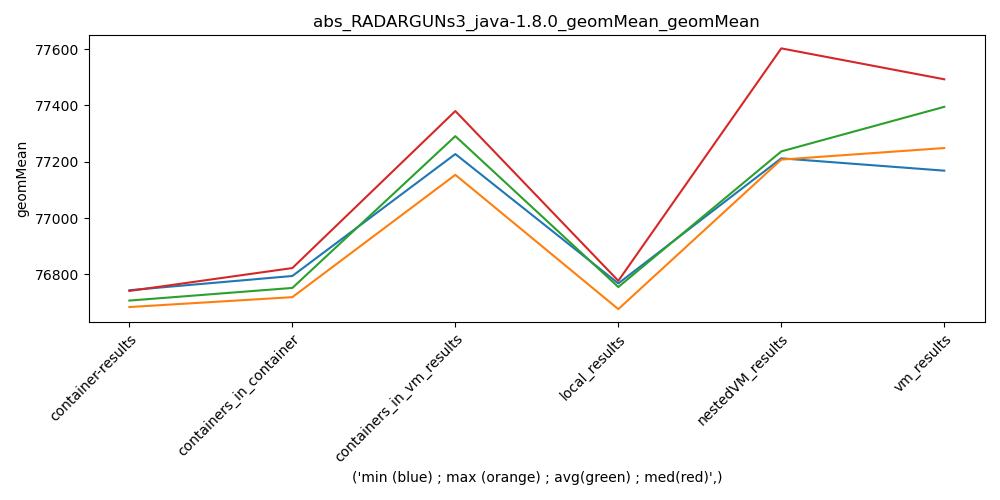 abs_RADARGUNs3_java-1.8.0_geomMean_geomMean
77600
77400
77200
77000
76800
geomMean
container-results
containers_in_container
containers_in_vm_results
local_results
nestedVM_results
vm_results
('min (blue) ; max (orange) ; avg(green) ; med(red)',)